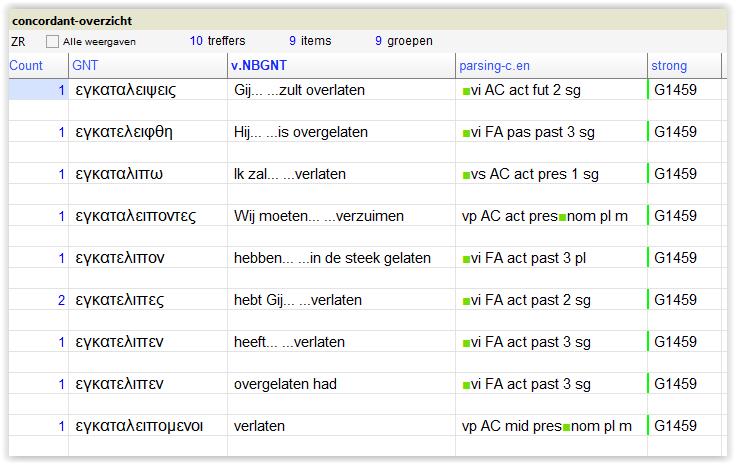 concordant-overzicht
ZR Alle weergaven 10 treffers 9 items 9 groepen
Count GNT v.NBGNT parsing-c.en strong
1 εγκαταλειψεις Gij... ...zult overlaten vi AC act fut 2 sg G1459
1 εγκατελειφθη Hij... ...is overgelaten vi FA pas past 3 sg G1459
1 εγκαταλιπω Ik zal... ...verlaten vs AC act pres 1 sg G1459
1 εγκαταλειποντες Wij moeten... ...verzuimen vp AC act pres nom pl m G1459
1 εγκατελιπον hebben... ...in de steek gelaten vi FA act past 3 pl G1459
2 εγκατελιπες hebt Gij... ...verlaten vi FA act past 2 sg G1459
1 εγκατελιπεν heeft... ...verlaten vi FA act past 3 sg G1459
1 εγκατελιπεν overgelaten had vi FA act past 3 sg G1459
1 εγκαταλειπομενοι verlaten vp AC mid pres nom pl m G1459